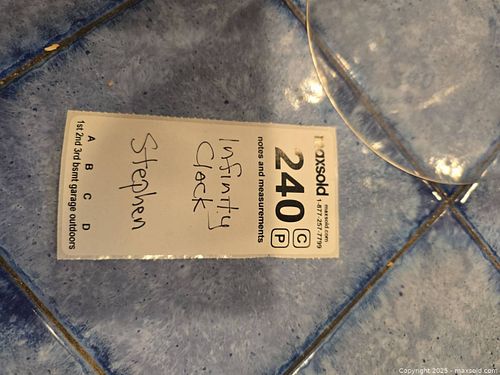 maxsold
maxsold.com
1-877-257-7799
240
C
P
notes and measurements
Infinity
Clock
Stephen
A B C D
1st 2nd 3rd bsmt garage outdoors
Copyright 2025 - maxsold.com